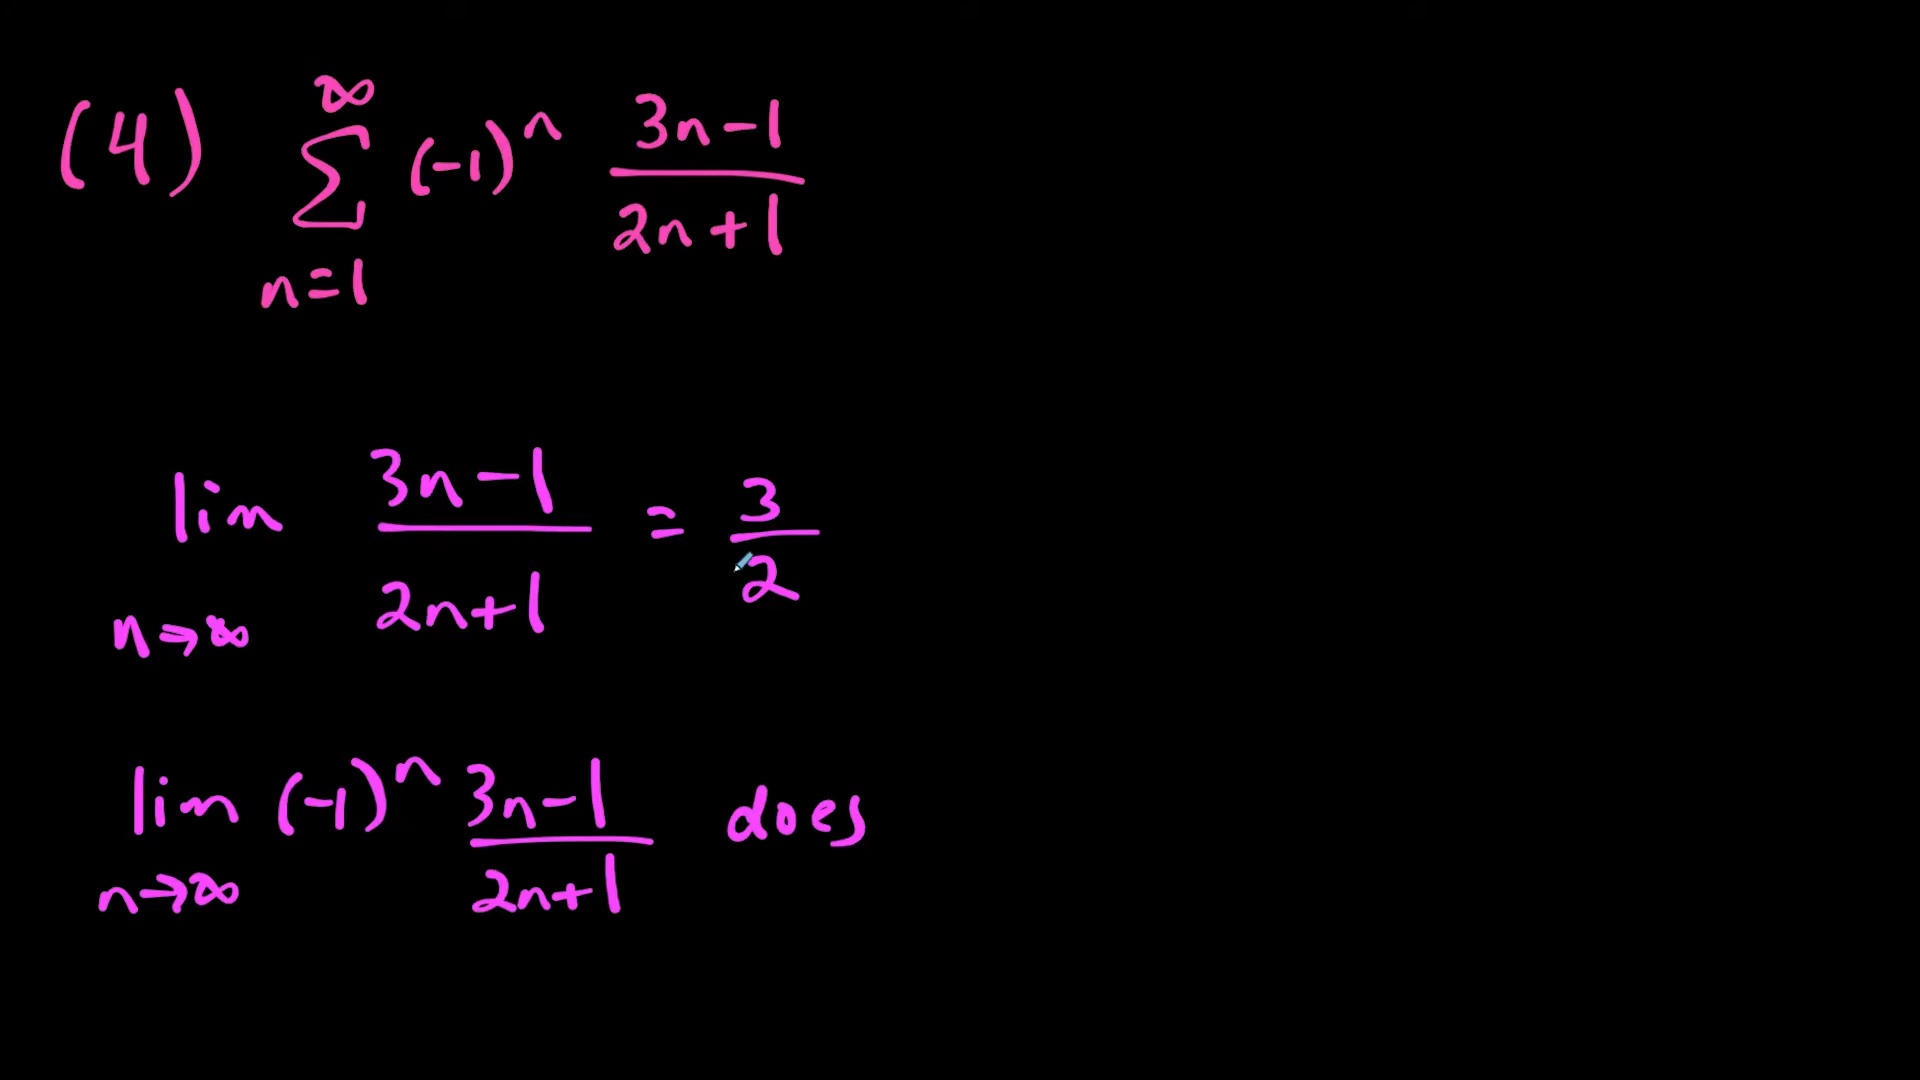 (4) ∞
∑ (-1)^n (3n-1)/(2n+1)
n=1
lim (3n-1)/(2n+1) = 3/2
n→∞
lim (-1)^n (3n-1)/(2n+1) does
n→∞